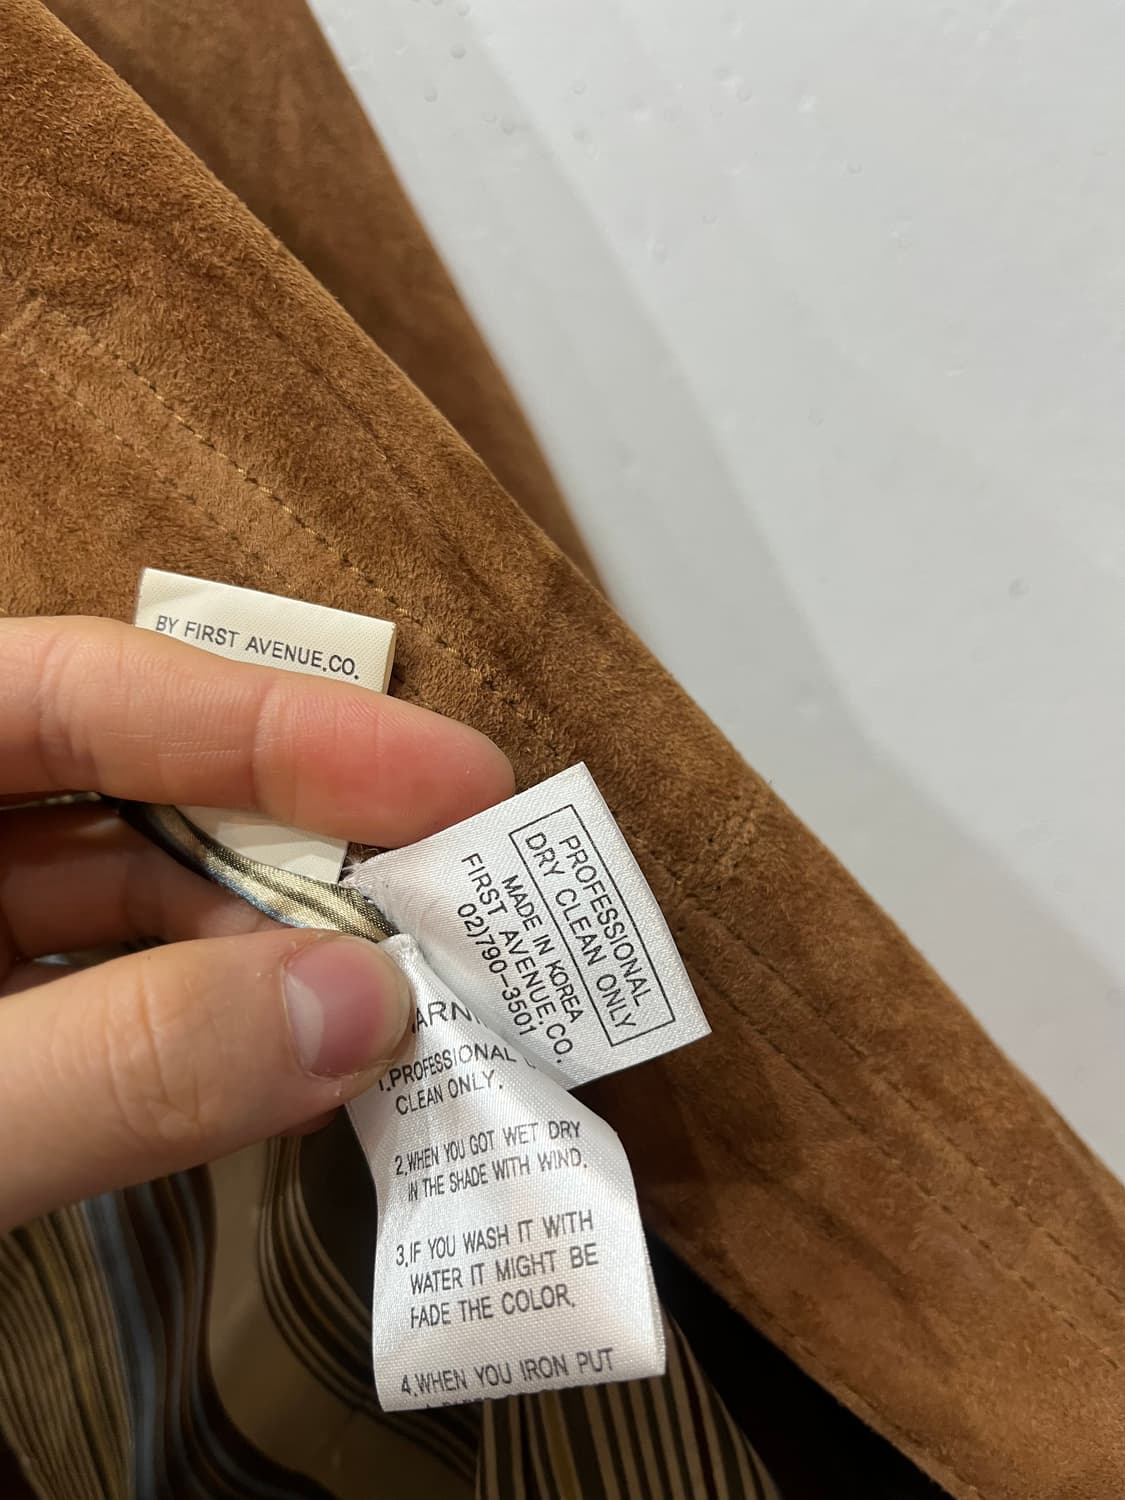 BY FIRST AVENUE.CO.
PROFESSIONAL
DRY CLEAN ONLY
MADE IN KOREA
FIRST AVENUE.CO.
02)790-3501
1.PROFESSIONAL
CLEAN ONLY.
2.WHEN YOU GOT WET DRY
IN THE SHADE WITH WIND.
3.IF YOU WASH IT WITH
WATER IT MIGHT BE
FADE THE COLOR.
4.WHEN YOU IRON PUT